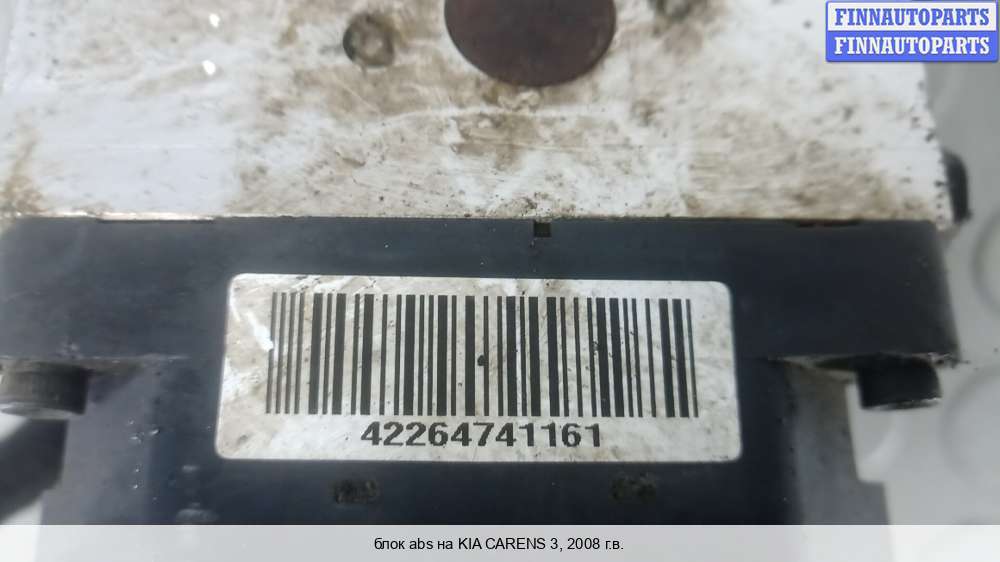 FINNAUTOPARTS
FINNAUTOPARTS
42264741161
блок abs на KIA CARENS 3, 2008 г.в.